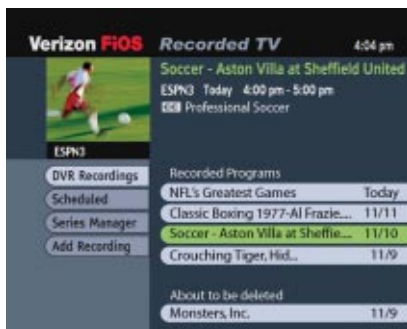 Verizon FiOS Recorded TV 4:04 pm
Soccer - Aston Villa at Sheffield United
ESPN3 Today 4:00 pm - 5:00 pm
CC Professional Soccer
ESPN3
DVR Recordings
Scheduled
Series Manager
Add Recording
Recorded Programs
NFL's Greatest Games Today
Classic Boxing 1977-Al Frazie... 11/11
Soccer - Aston Villa at Sheffie... 11/10
Crouching Tiger, Hid... 11/9
About to be deleted
Monsters, Inc. 11/9